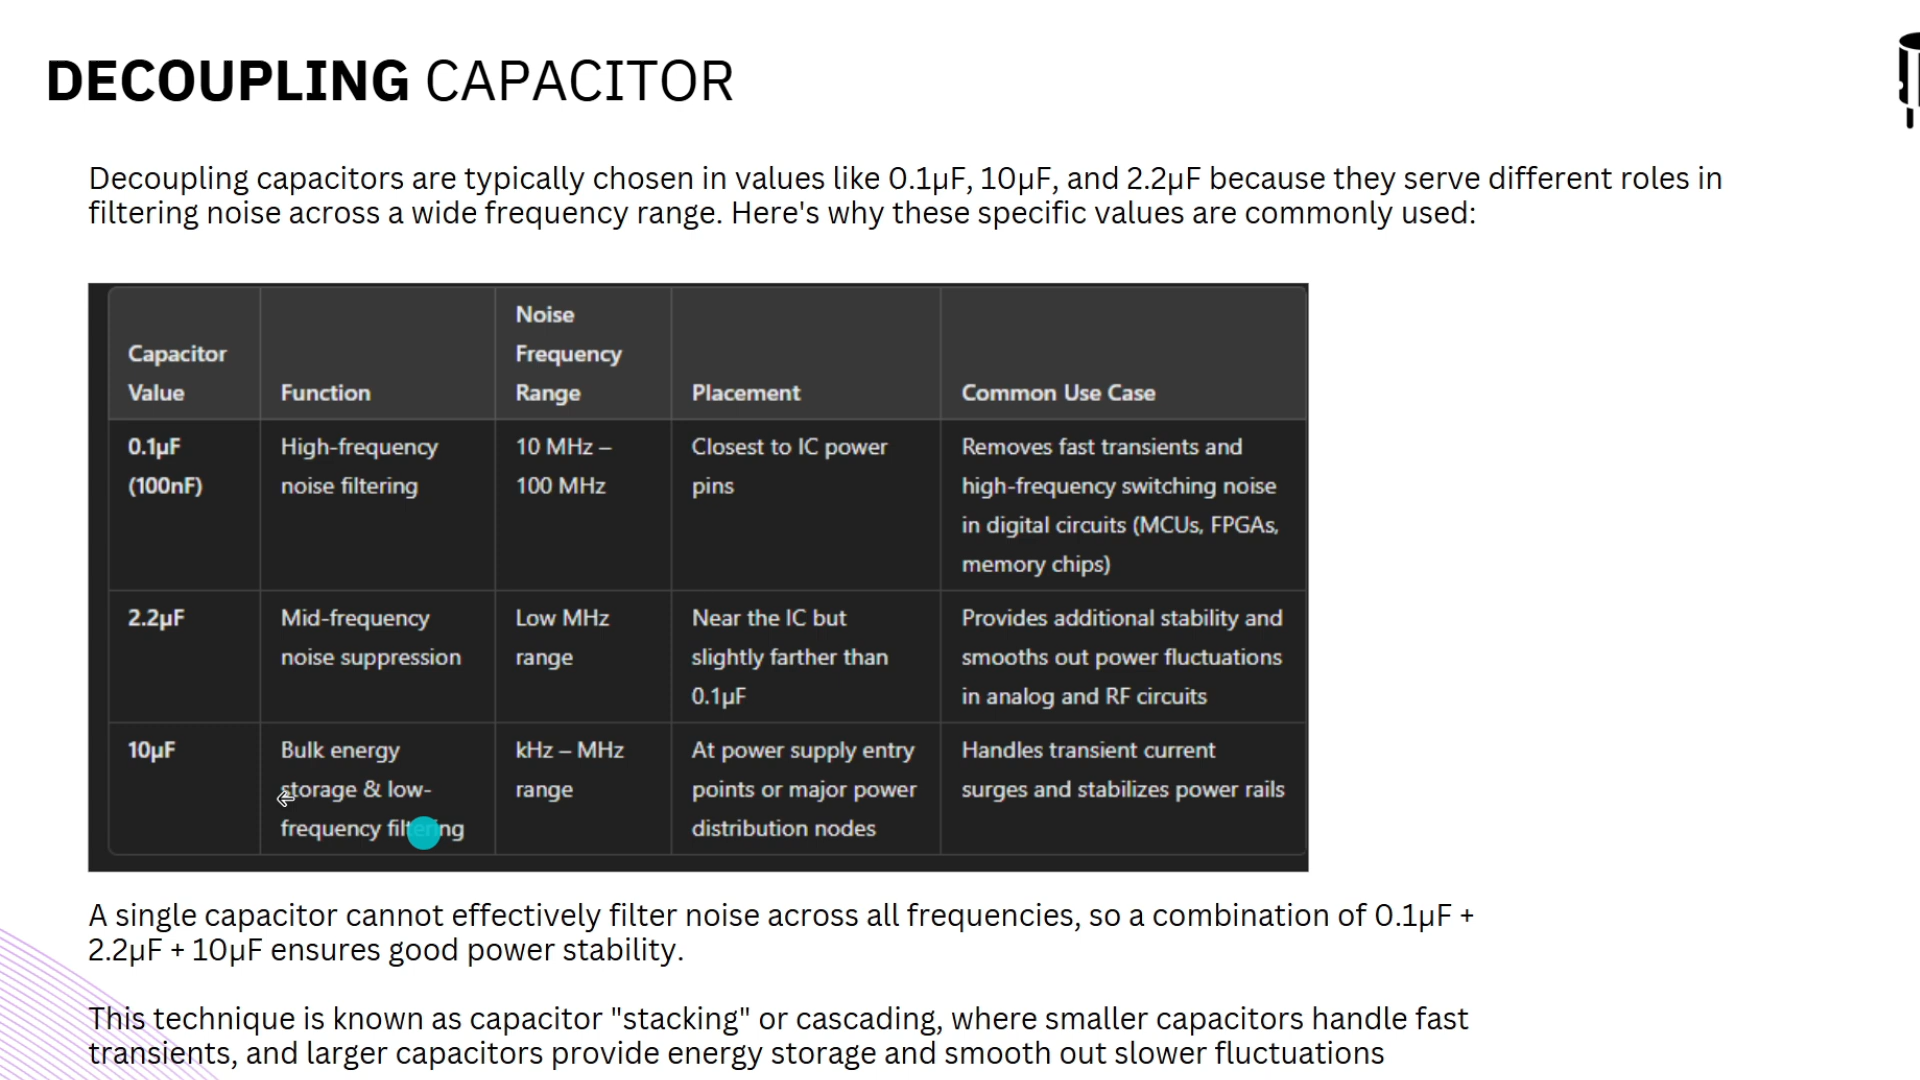 DECOUPLING CAPACITOR
Decoupling capacitors are typically chosen in values like 0.1µF, 10µF, and 2.2µF because they serve different roles in
filtering noise across a wide frequency range. Here's why these specific values are commonly used:
Capacitor
Value
Function
Noise
Frequency
Range
Placement
Common Use Case
0.1µF
(100nF)
High-frequency
noise filtering
10 MHz –
100 MHz
Closest to IC power
pins
Removes fast transients and
high-frequency switching noise
in digital circuits (MCUs, FPGAs,
memory chips)
2.2µF
Mid-frequency
noise suppression
Low MHz
range
Near the IC but
slightly farther than
0.1µF
Provides additional stability and
smooths out power fluctuations
in analog and RF circuits
10µF
Bulk energy
storage & low-
frequency filtering
kHz – MHz
range
At power supply entry
points or major power
distribution nodes
Handles transient current
surges and stabilizes power rails
A single capacitor cannot effectively filter noise across all frequencies, so a combination of 0.1µF +
2.2µF + 10µF ensures good power stability.
This technique is known as capacitor "stacking" or cascading, where smaller capacitors handle fast
transients, and larger capacitors provide energy storage and smooth out slower fluctuations